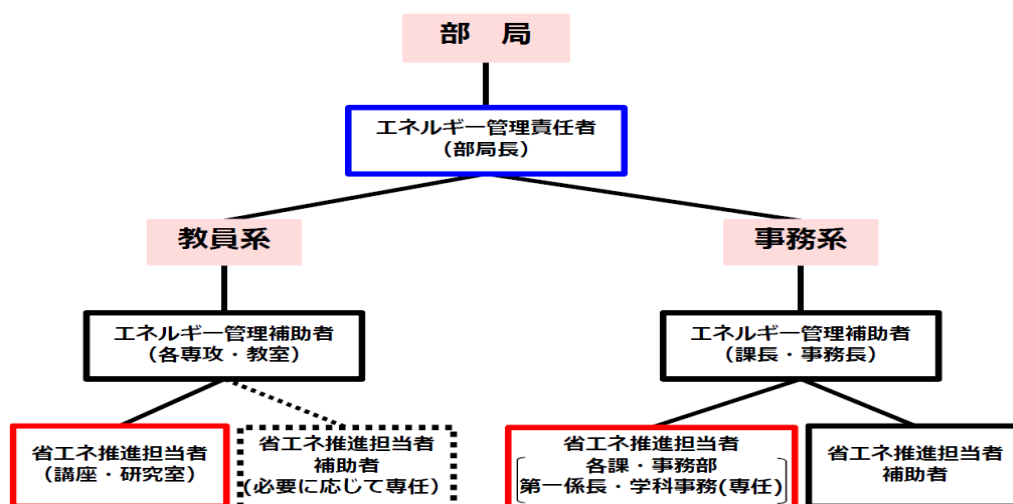 部　局
エネルギー管理責任者
(部局長)
教員系
事務系
エネルギー管理補助者
(各専攻・教室)
エネルギー管理補助者
(課長・事務長)
省エネ推進担当者
(講座・研究室)
省エネ推進担当者
補助者
(必要に応じて専任)
省エネ推進担当者
各課・事務部
第一係長・学科事務(専任)
省エネ推進担当者
補助者